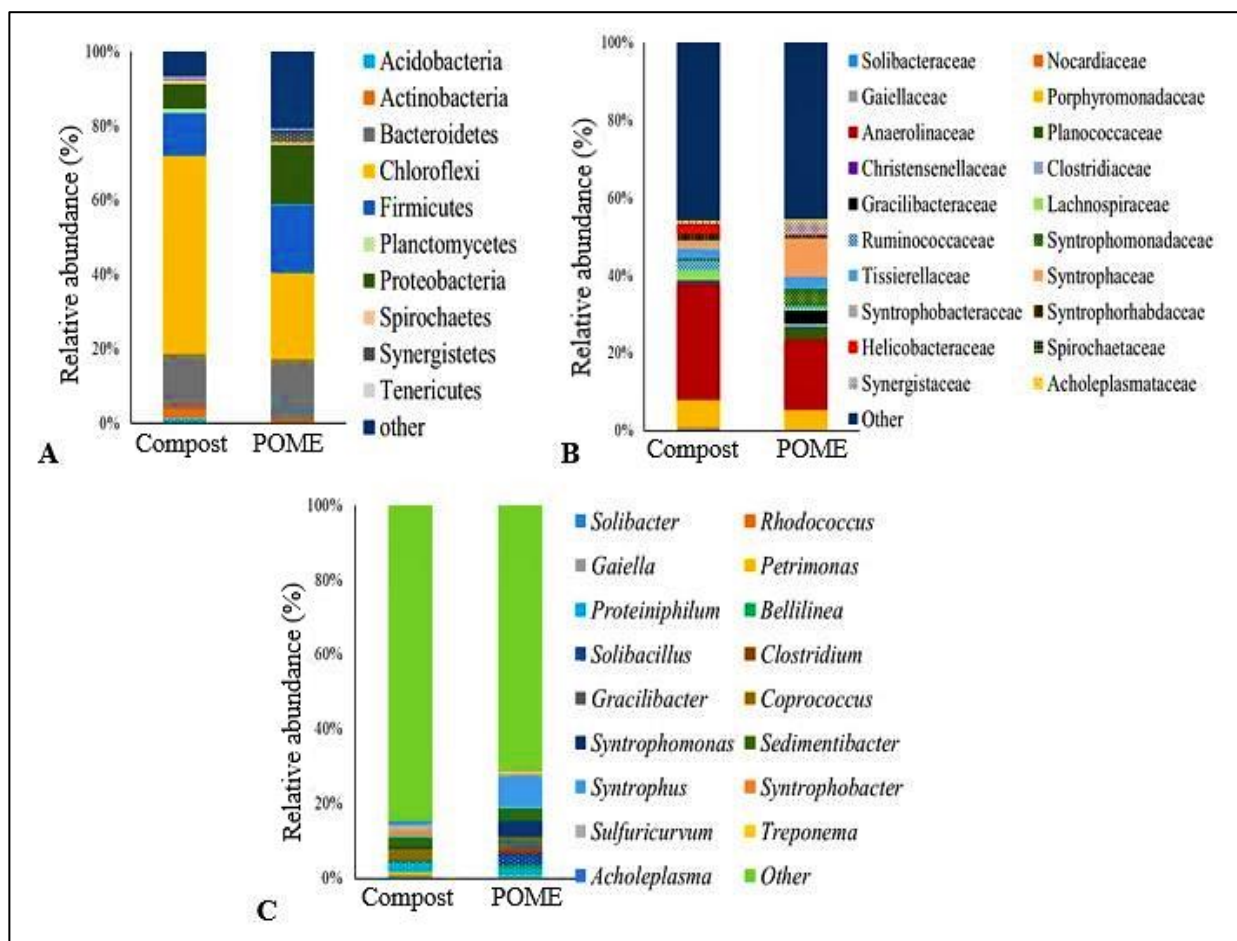 Relative abundance (%)
100%
80%
60%
40%
20%
0%
Compost POME
A
Acidobacteria
Actinobacteria
Bacteroidetes
Chloroflexi
Firmicutes
Planctomycetes
Proteobacteria
Spirochaetes
Synergistetes
Tenericutes
other
Relative abundance (%)
100%
80%
60%
40%
20%
0%
Compost POME
B
Solibacteraceae Nocardiaceae
Gaiellaceae Porphyromonadaceae
Anaerolinaceae Planococcaceae
Christensenellaceae Clostridiaceae
Gracilibacteraceae Lachnospiraceae
Ruminococcaceae Syntrophomonadaceae
Tissierellaceae Syntrophaceae
Syntrophobacteraceae Syntrophorhabdaceae
Helicobacteraceae Spirochaetaceae
Synergistaceae Acholeplasmataceae
Other
Relative abundance (%)
100%
80%
60%
40%
20%
0%
Compost POME
C
Solibacter Rhodococcus
Gaiella Petrimonas
Proteiniphilum Bellilinea
Solibacillus Clostridium
Gracilibacter Coprococcus
Syntrophomonas Sedimentibacter
Syntrophus Syntrophobacter
Sulfuricurvum Treponema
Acholeplasma Other